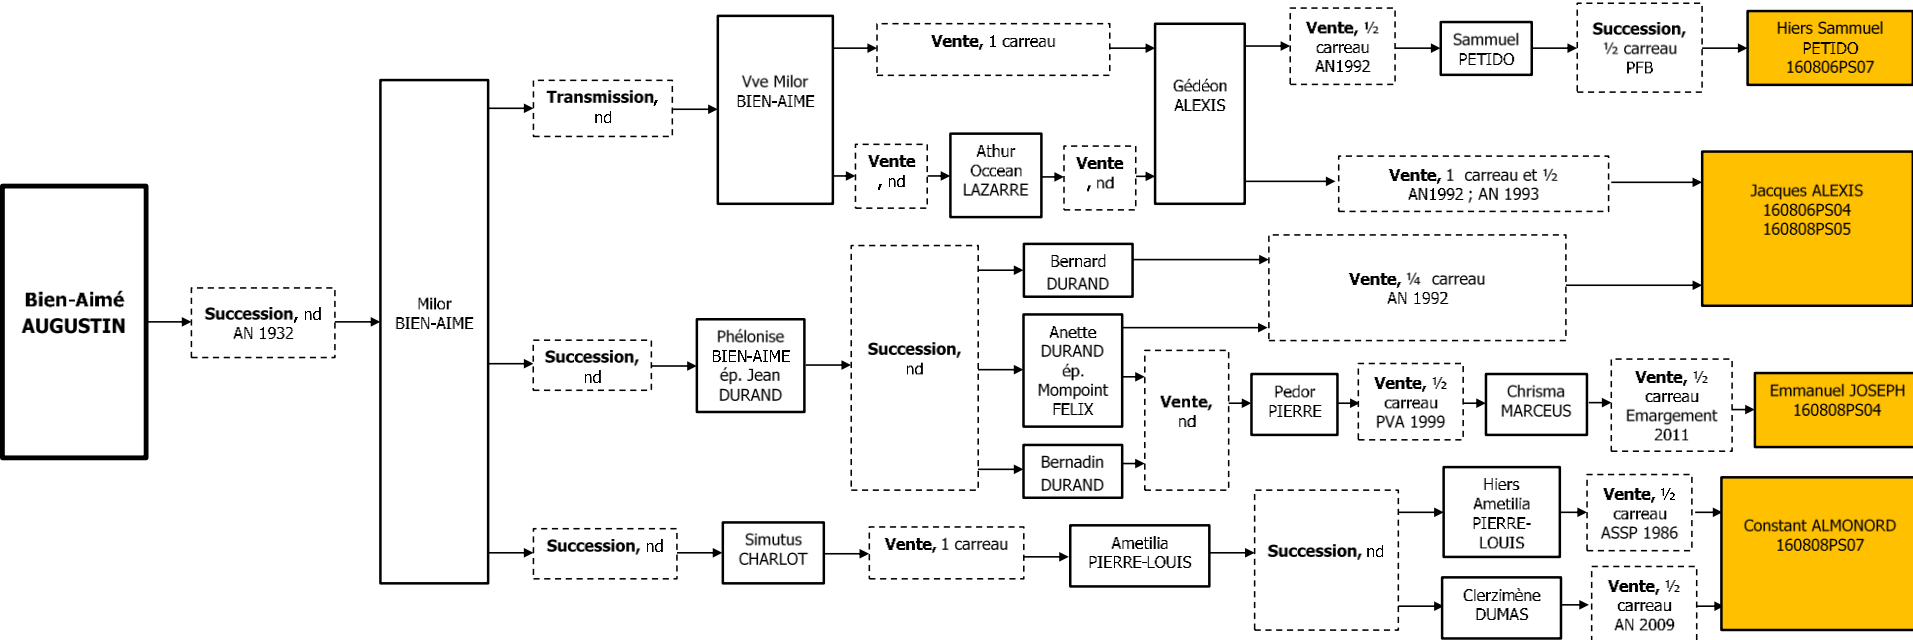 Bien-Aimé
AUGUSTIN
Succession, nd
AN 1932
Milor
BIEN-AIME
Transmission,
nd
Vve Milor
BIEN-AIME
Vente, 1 carreau
Vente
, nd
Athur
Occean
LAZARRE
Vente
, nd
Gédéon
ALEXIS
Vente, ½
carreau
AN1992
Sammuel
PETIDO
Succession,
½ carreau
PFB
Hiers Sammuel
PETIDO
160806PS07
Vente, 1 carreau et ½
AN1992 ; AN 1993
Jacques ALEXIS
160806PS04
160808PS05
Succession,
nd
Phélonise
BIEN-AIME
ép. Jean
DURAND
Succession,
nd
Bernard
DURAND
Anette
DURAND
ép.
Mompoint
FELIX
Bernadin
DURAND
Vente, ¼ carreau
AN 1992
Vente,
nd
Pedor
PIERRE
Vente, ½
carreau
PVA 1999
Chrisma
MARCEUS
Vente, ½
carreau
Emargement
2011
Emmanuel JOSEPH
160808PS04
Succession, nd
Simutus
CHARLOT
Vente, 1 carreau
Ametilia
PIERRE-LOUIS
Succession, nd
Hiers
Ametilia
PIERRE-
LOUIS
Vente, ½
carreau
ASSP 1986
Clerzimène
DUMAS
Vente, ½
carreau
AN 2009
Constant ALMONORD
160808PS07